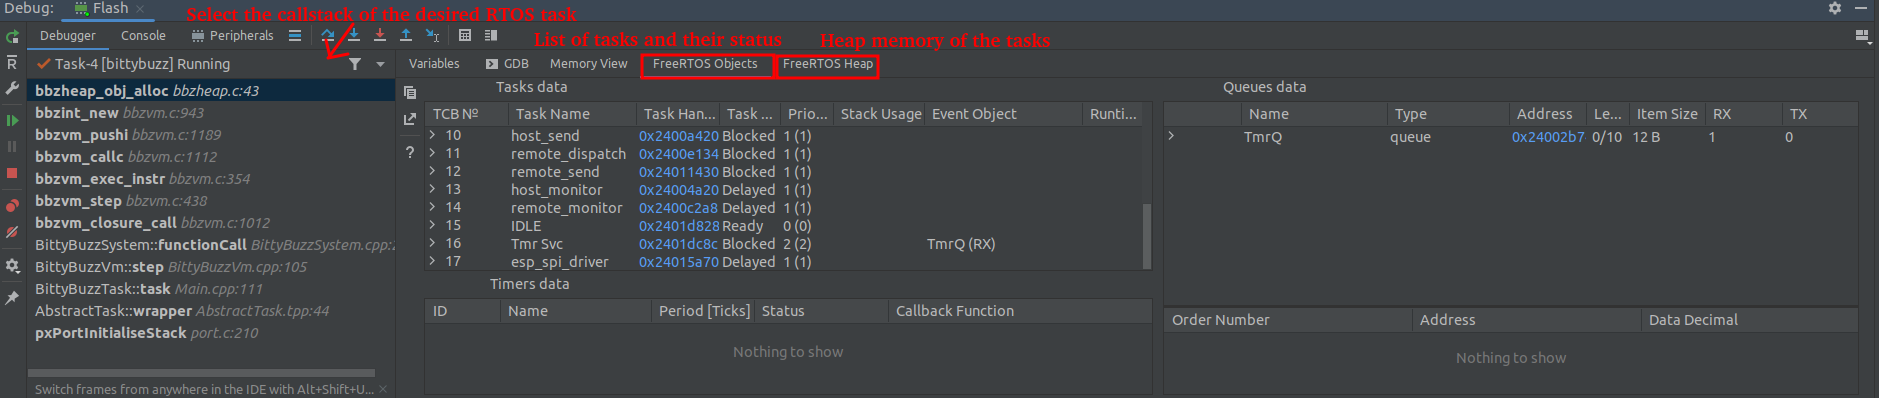 Debug: Flash
Select the callstack of the desired RTOS task
Debugger Console Peripherals
List of tasks and their status
Heap memory of the tasks
Task-4 [bittybuzz] Running
Variables GDB Memory View FreeRTOS Objects FreeRTOS Heap
bbzheap_obj_alloc bbzheap.c:43
bbzint_new bbzvm.c:943
bbzvm_pushi bbzvm.c:1189
bbzvm_callc bbzvm.c:1112
bbzvm_exec_instr bbzvm.c:354
bbzvm_step bbzvm.c:438
bbzvm_closure_call bbzvm.c:1012
BittyBuzzSystem::functionCall BittyBuzzSystem.cpp:2
BittyBuzzVm::step BittyBuzzVm.cpp:105
BittyBuzzTask::task Main.cpp:111
AbstractTask::wrapper AbstractTask.tpp:44
pxPortInitialiseStack port.c:210
Switch frames from anywhere in the IDE with Alt+Shift+U...
Tasks data
TCB Nº Task Name Task Han... Task ... Prio... Stack Usage Event Object Runti...
10 host_send 0x2400a420 Blocked 1 (1)
11 remote_dispatch 0x2400e134 Blocked 1 (1)
12 remote_send 0x24011430 Blocked 1 (1)
13 host_monitor 0x24004a20 Delayed 1 (1)
14 remote_monitor 0x2400c2a8 Delayed 1 (1)
15 IDLE 0x2401d828 Ready 0 (0)
16 Tmr Svc 0x2401dc8c Blocked 2 (2) TmrQ (RX)
17 esp_spi_driver 0x24015a70 Delayed 1 (1)
Timers data
ID Name Period [Ticks] Status Callback Function
Nothing to show
Queues data
Name Type Address Le... Item Size RX TX
TmrQ queue 0x24002b7 0/10 12 B 1 0
Order Number Address Data Decimal
Nothing to show